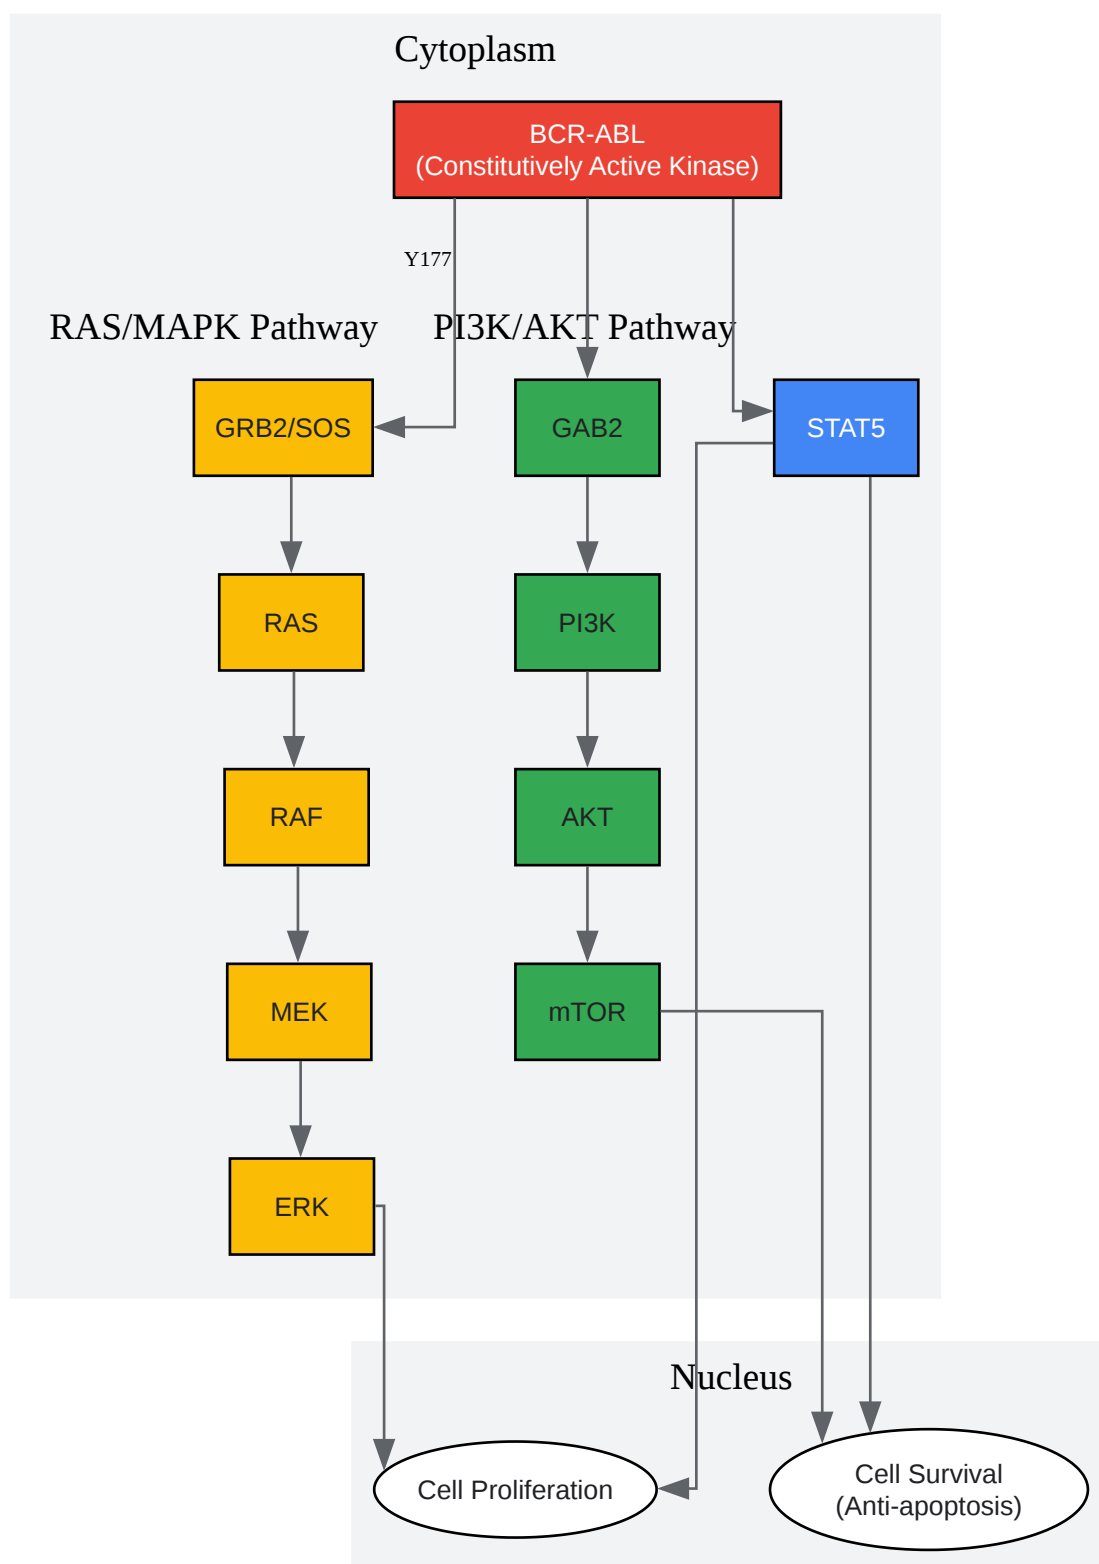 Cytoplasm
BCR-ABL
(Constitutively Active Kinase)
Y177
RAS/MAPK Pathway
PI3K/AKT Pathway
GRB2/SOS
GAB2
STAT5
RAS
PI3K
RAF
AKT
MEK
mTOR
ERK
Nucleus
Cell Proliferation
Cell Survival
(Anti-apoptosis)